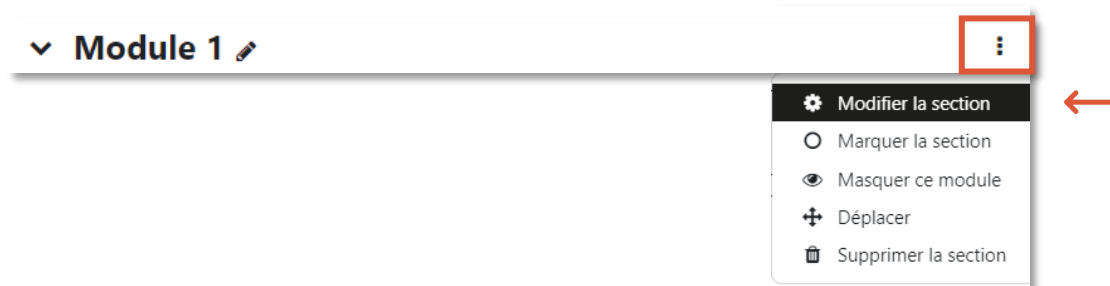 Module 1
Modifier la section
Marquer la section
Masquer ce module
Déplacer
Supprimer la section